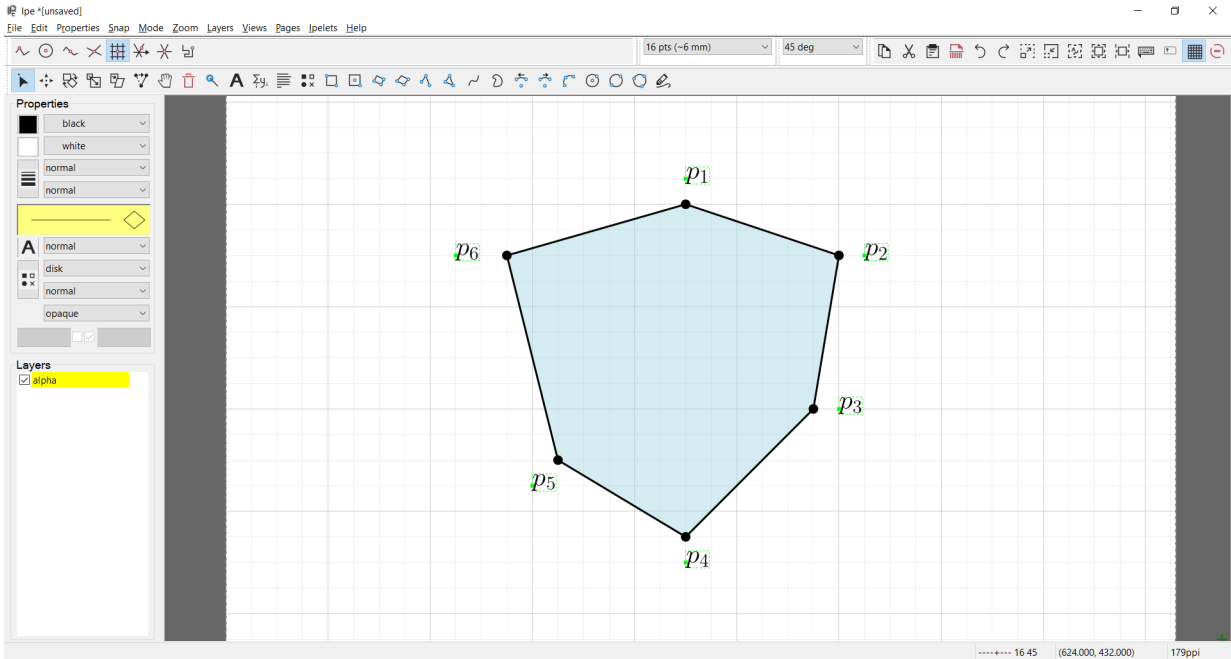 Ipe *[unsaved]
File Edit Properties Snap Mode Zoom Layers Views Pages Ipelets Help
16 pts (~6 mm) 45 deg
A Σyᵢ
Properties
black
white
normal
normal
A normal
disk
normal
opaque
Layers
alpha
p₁
p₆ p₂
p₃
p₅
p₄
----+--- 16 45 (624.000, 432.000) 179ppi